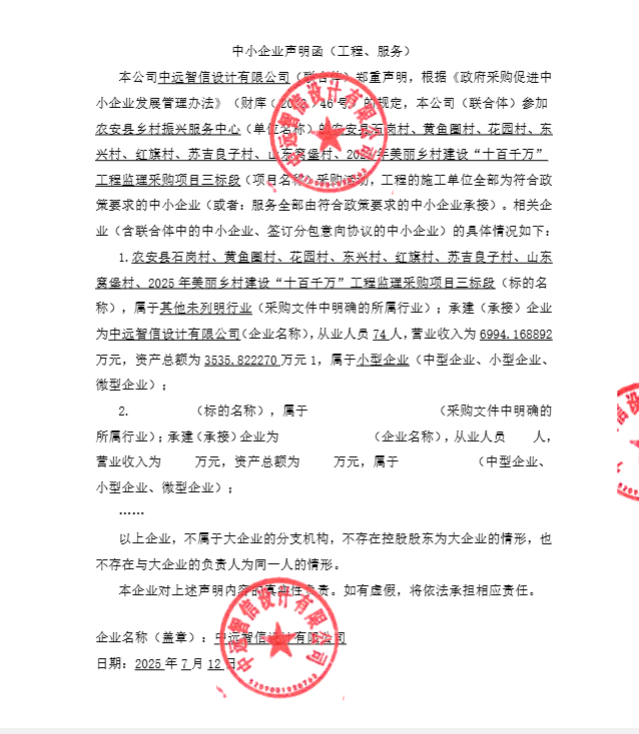 中小企业声明函（工程、服务）
本公司中远智信设计有限公司（联合体）郑重声明，根据《政府采购促进中
小企业发展管理办法》（财库﹝2022﹞46号）的规定，本公司（联合体）参加
农安县乡村振兴服务中心（单位名称）的农安县石岗村、黄鱼圈村、花园村、东
兴村、红旗村、苏吉良子村、山东窝堡村、2025年美丽乡村建设“十百千万”
工程监理采购项目三标段（项目名称）采购活动，工程的施工单位全部为符合政
策要求的中小企业（或者：服务全部由符合政策要求的中小企业承接）。相关企
业（含联合体中的中小企业、签订分包意向协议的中小企业）的具体情况如下：
1.农安县石岗村、黄鱼圈村、花园村、东兴村、红旗村、苏吉良子村、山东
窝堡村、2025年美丽乡村建设“十百千万”工程监理采购项目三标段（标的名
称），属于其他未列明行业（采购文件中明确的所属行业）；承建（承接）企业
为中远智信设计有限公司（企业名称），从业人员74人，营业收入为6994.168892
万元，资产总额为3535.822270万元1，属于小型企业（中型企业、小型企业、
微型企业）；
2. （标的名称），属于 （采购文件中明确的
所属行业）；承建（承接）企业为 （企业名称），从业人员 人，
营业收入为 万元，资产总额为 万元，属于 （中型企业、
小型企业、微型企业）；
……
以上企业，不属于大企业的分支机构，不存在控股股东为大企业的情形，也
不存在与大企业的负责人为同一人的情形。
本企业对上述声明内容的真实性负责。如有虚假，将依法承担相应责任。
企业名称（盖章）：中远智信设计有限公司
日期：2025年7月12日
中远智信设计有限公司
中远智信设计有限公司